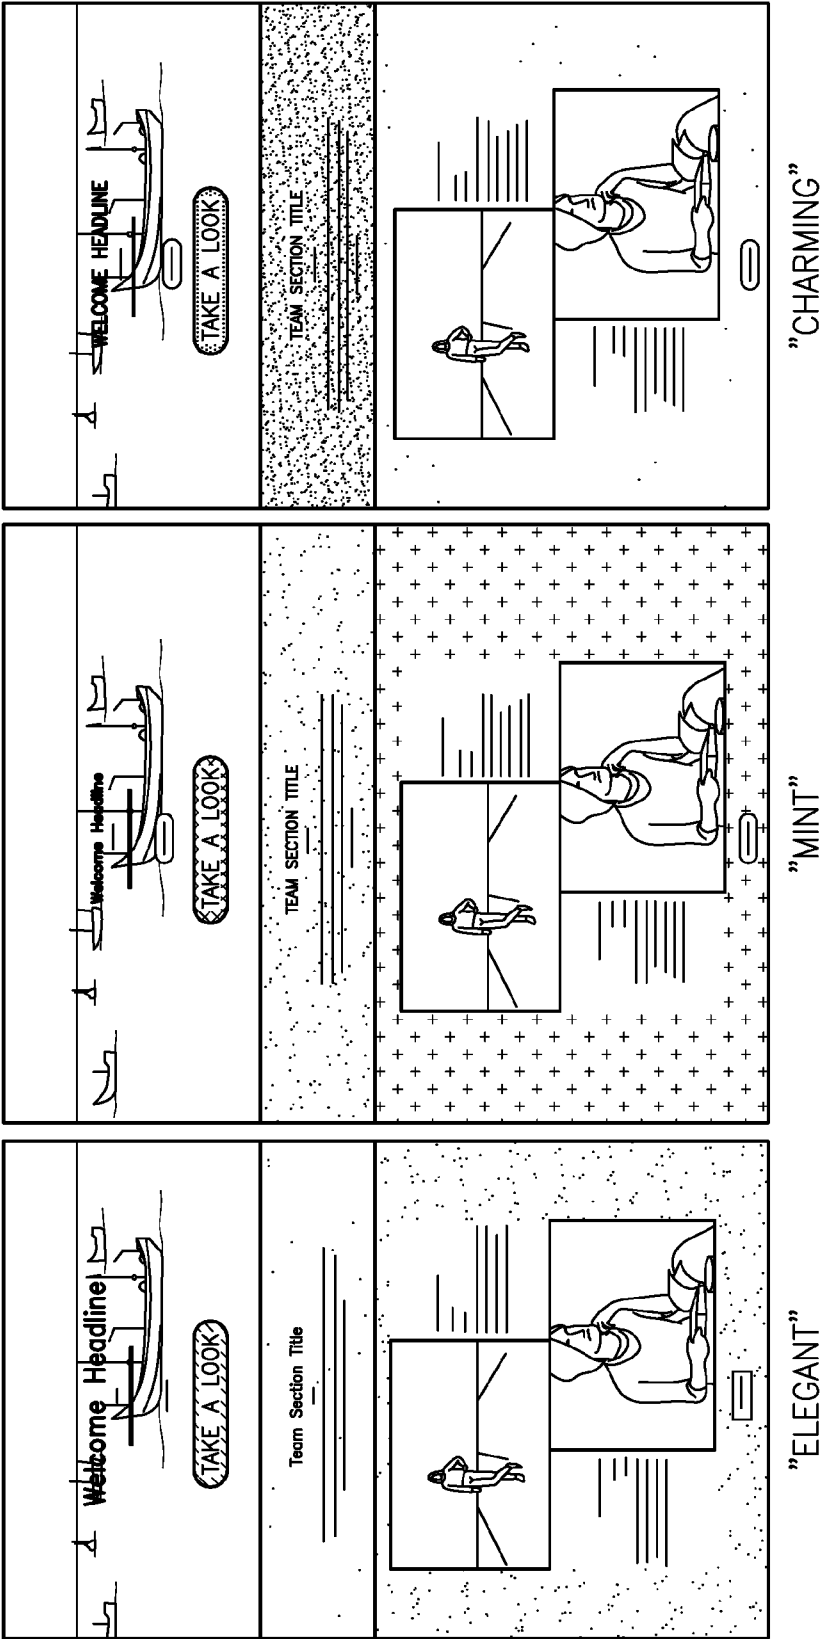 Welcome Headline
TAKE A LOOK
Team Section Title
"ELEGANT"
Welcome Headline
TAKE A LOOK
TEAM SECTION TITLE
"MINT"
WELCOME HEADLINE
TAKE A LOOK
TEAM SECTION TITLE
"CHARMING"